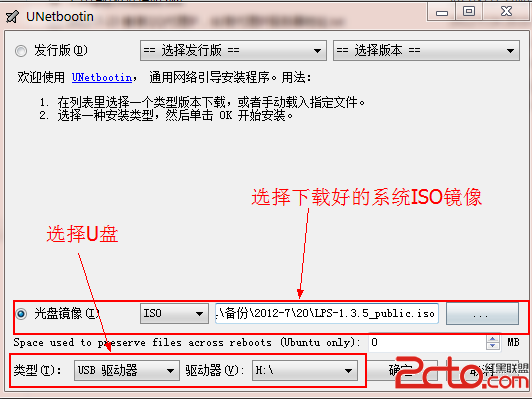 UNetbootin
发行版(D)
== 选择发行版 ==
== 选择版本 ==
欢迎使用 UNetbootin, 通用网络引导安装程序。用法:
1. 在列表里选择一个类型版本下载,或者手动载入指定文件。
2. 选择一种安装类型,然后单击 OK 开始安装。
选择下载好的系统ISO镜像
选择U盘
光盘镜像(I)
ISO
.\备份\2012-7\20\LPS-1.3.5_public.iso
...
Space used to preserve files across reboots (Ubuntu only):
0
MB
类型(T):
USB 驱动器
驱动器(V):
H:\
确定
取消
2cto.com
红黑联盟